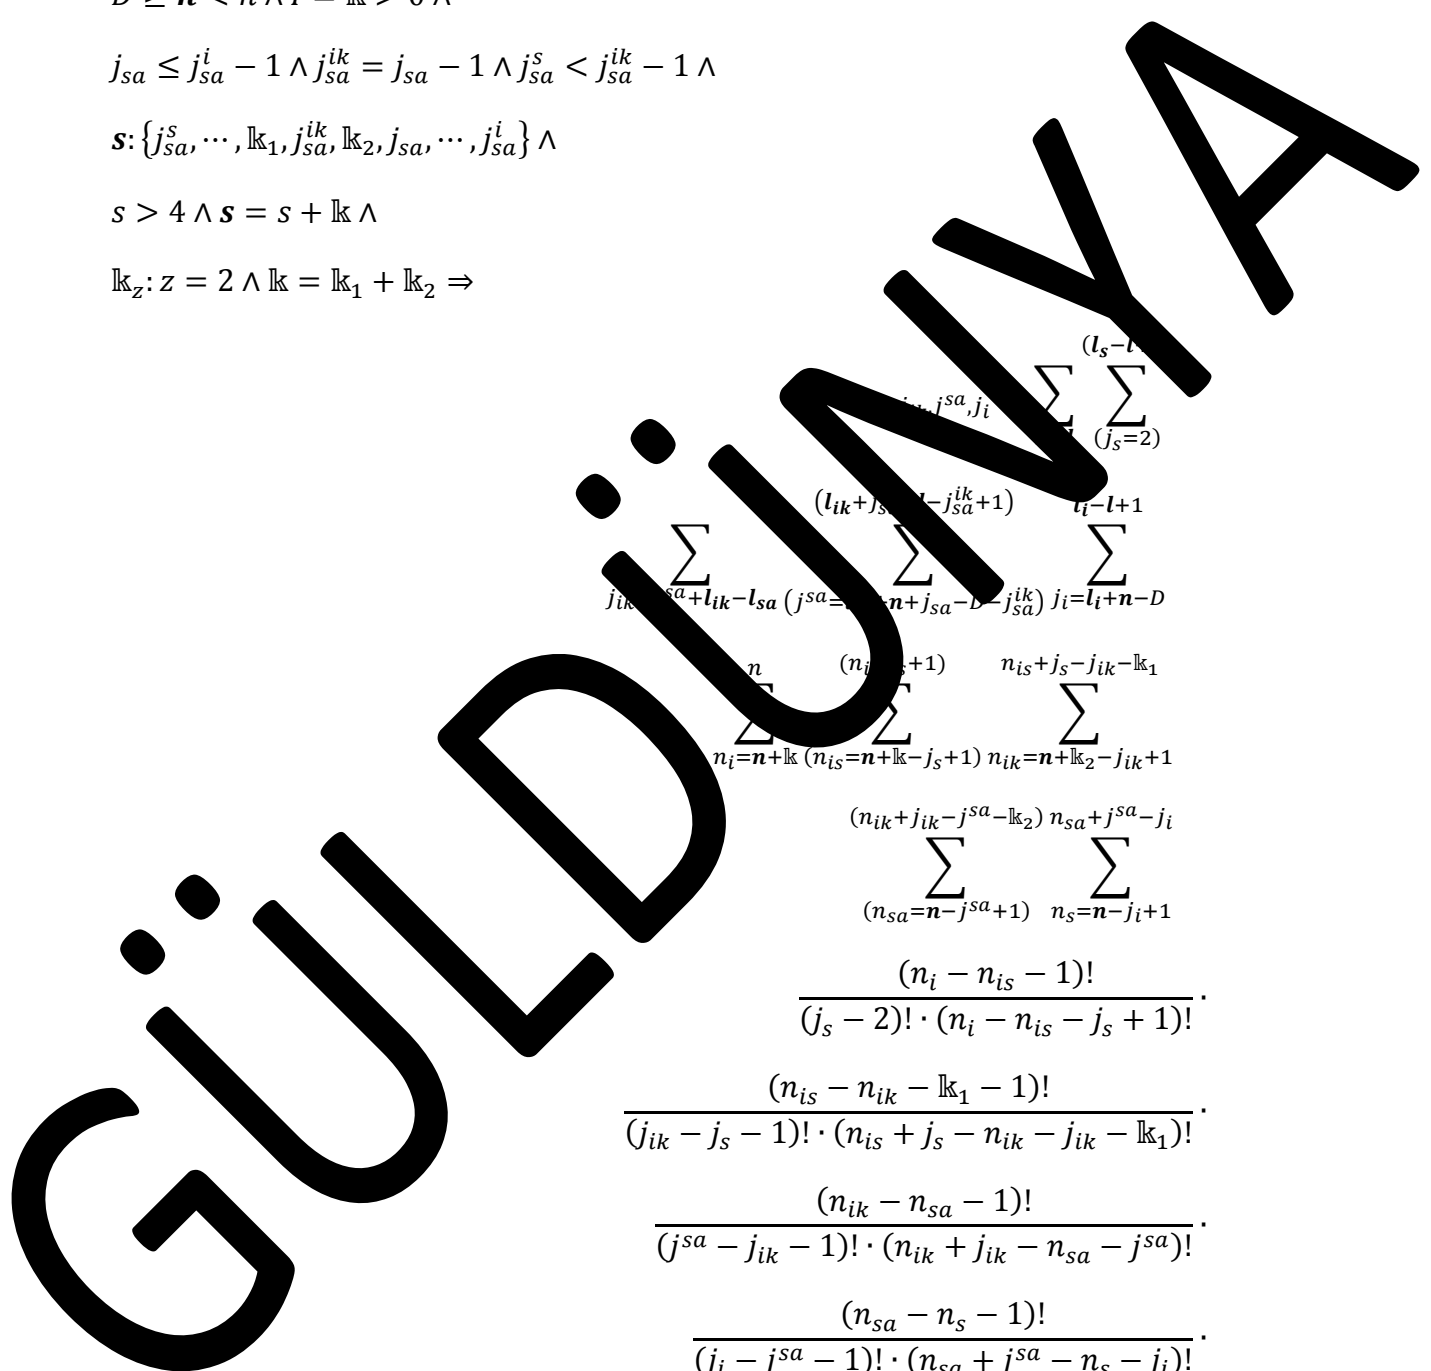 j_{sa} ≤ j_{sa}^{i} − 1 ∧ j_{sa}^{ik} = j_{sa} − 1 ∧ j_{sa}^{s} < j_{sa}^{ik} − 1 ∧
s: {j_{sa}^{s}, ⋯, 𝕜_1, j_{sa}^{ik}, 𝕜_2, j_{sa}, ⋯, j_{sa}^{i}} ∧
s > 4 ∧ s = s + 𝕜 ∧
𝕜_z: z = 2 ∧ 𝕜 = 𝕜_1 + 𝕜_2 ⇒
j^{sa}, j_i ∑ ∑_{(j_s=2)}
∑ ∑ ∑_{j_i=l_i+n−D}^{l_i−l+1}
∑_{n_i=n+𝕜}^{n} ∑_{(n_{is}=n+𝕜−j_s+1)} ∑_{n_{ik}=n+𝕜_2−j_{ik}+1}^{n_{is}+j_s−j_{ik}−𝕜_1}
∑_{(n_{sa}=n−j^{sa}+1)}^{(n_{ik}+j_{ik}−j^{sa}−𝕜_2)} ∑_{n_s=n−j_i+1}^{n_{sa}+j^{sa}−j_i}
(n_i − n_{is} − 1)!
(j_s − 2)! · (n_i − n_{is} − j_s + 1)! ·
(n_{is} − n_{ik} − 𝕜_1 − 1)!
(j_{ik} − j_s − 1)! · (n_{is} + j_s − n_{ik} − j_{ik} − 𝕜_1)! ·
(n_{ik} − n_{sa} − 1)!
(j^{sa} − j_{ik} − 1)! · (n_{ik} + j_{ik} − n_{sa} − j^{sa})! ·
(n_{sa} − n_s − 1)!
(j_i − j^{sa} − 1)! · (n_{sa} + j^{sa} − n_s − j_i)! ·
GÜLDÜNYA